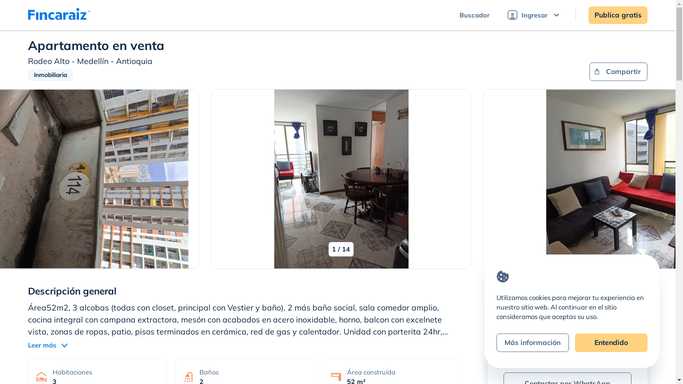 Fincaraiz
Buscador
Ingresar
Publica gratis
Apartamento en venta
Rodeo Alto - Medellín - Antioquia
Inmobiliaria
Compartir
114
1 / 14
Descripción general
Área52m2, 3 alcobas (todas con closet, principal con Vestier y baño), 2 más baño social, sala comedor amplio,
cocina integral con campana extractora, mesón con acabados en acero inoxidable, horno, balcon con excelnete
vista, zonas de ropas, patio, pisos terminados en cerámica, red de gas y calentador. Unidad con porterita 24hr,...
Leer más
Habitaciones
3
Baños
2
Área construida
52 m²
Utilizamos cookies para mejorar tu experiencia en
nuestro sitio web. Al continuar en el sitio
consideramos que aceptas su uso.
Más información
Entendido
Contactar por WhatsApp